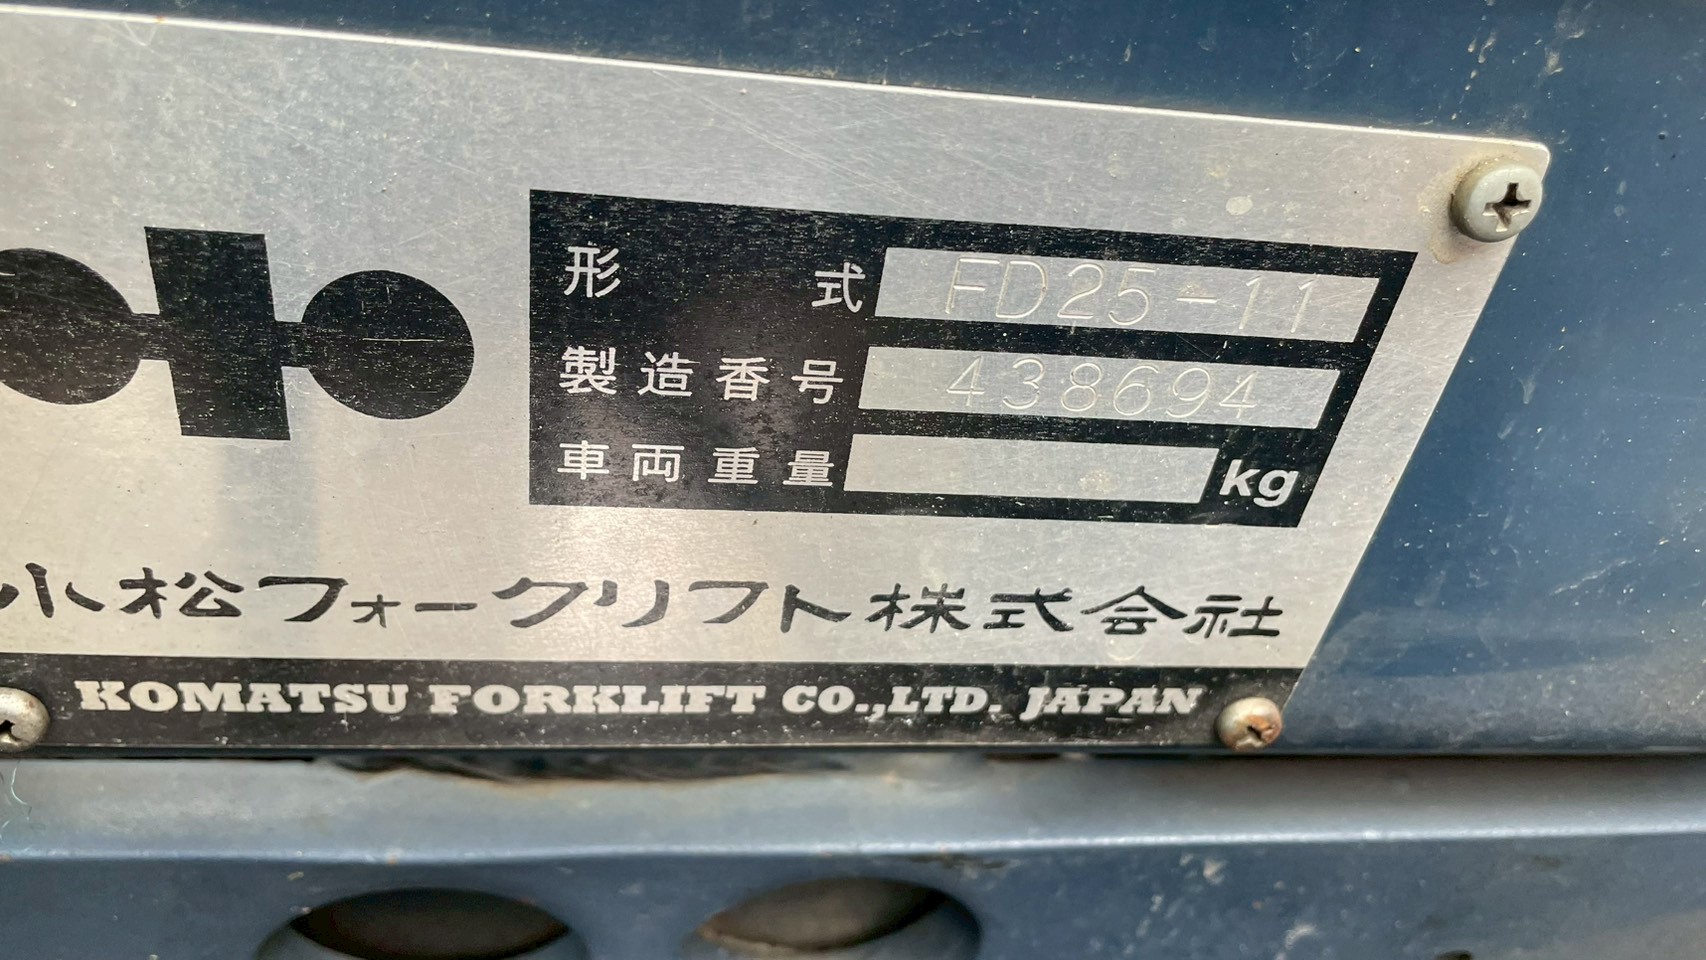 形式 FD25-11
製造番号 438694
車両重量 kg
小松フォークリフト株式会社
KOMATSU FORKLIFT CO.,LTD. JAPAN